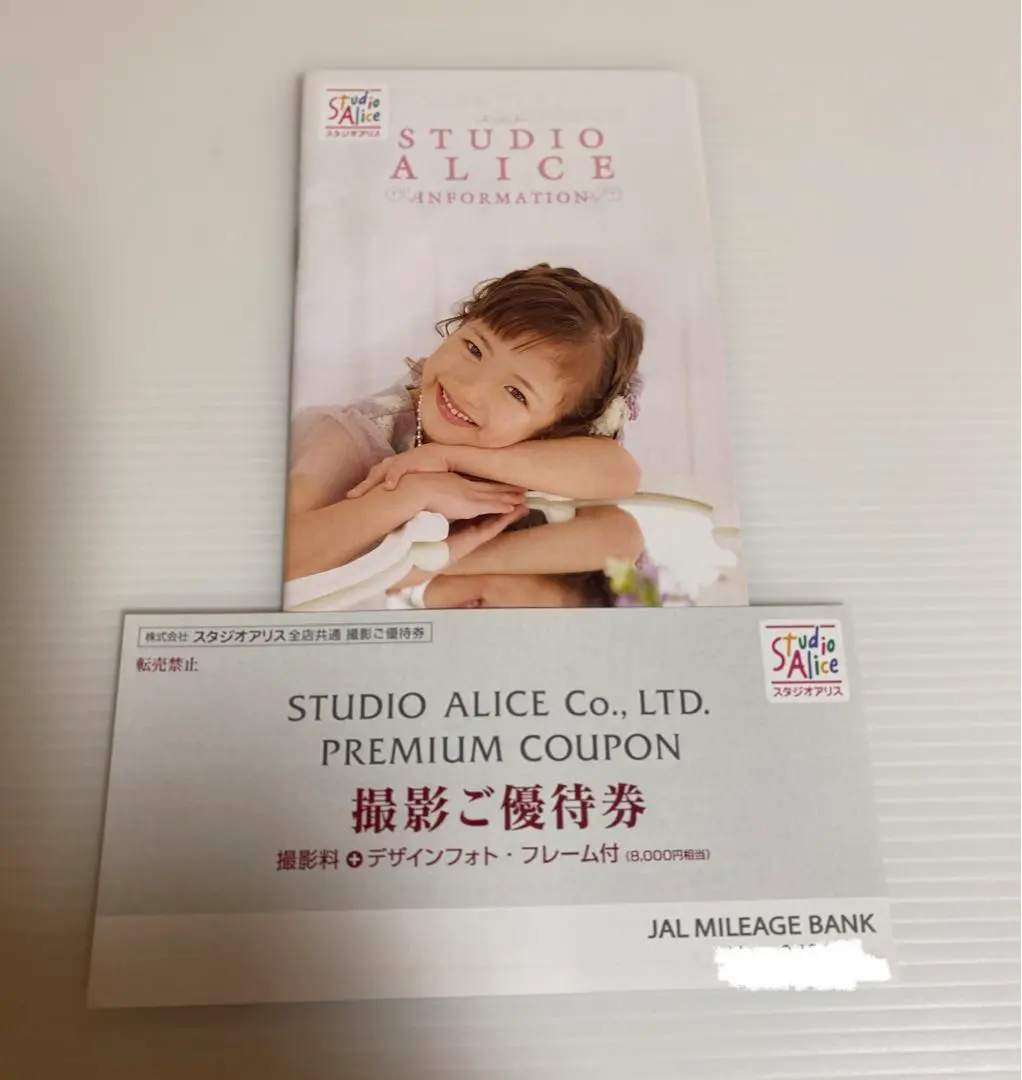 Studio
Alice
スタジオアリス
STUDIO
ALICE
INFORMATION
株式会社 スタジオアリス全店共通 撮影ご優待券
転売禁止
Studio
Alice
スタジオアリス
STUDIO ALICE Co., LTD.
PREMIUM COUPON
撮影ご優待券
撮影料+デザインフォト・フレーム付(8,000円相当)
JAL MILEAGE BANK